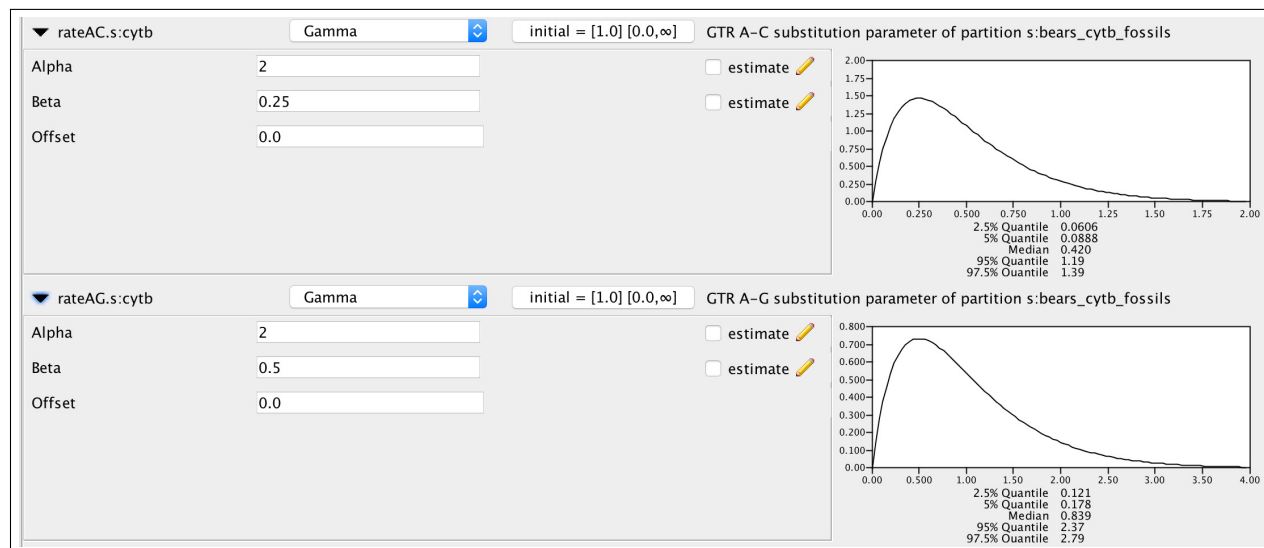 rateAC.s:cytb Gamma initial = [1.0] [0.0,∞] GTR A-C substitution parameter of partition s:bears_cytb_fossils
Alpha 2 estimate
Beta 0.25 estimate
Offset 0.0
2.00
1.75
1.50
1.25
1.00
0.750
0.500
0.250
0.00
0.00 0.250 0.500 0.750 1.00 1.25 1.50 1.75 2.00
2.5% Quantile 0.0606
5% Quantile 0.0888
Median 0.420
95% Quantile 1.19
97.5% Quantile 1.39
rateAG.s:cytb Gamma initial = [1.0] [0.0,∞] GTR A-G substitution parameter of partition s:bears_cytb_fossils
Alpha 2 estimate
Beta 0.5 estimate
Offset 0.0
0.800
0.700
0.600
0.500
0.400
0.300
0.200
0.100
0.00
0.00 0.500 1.00 1.50 2.00 2.50 3.00 3.50 4.00
2.5% Quantile 0.121
5% Quantile 0.178
Median 0.839
95% Quantile 2.37
97.5% Quantile 2.79